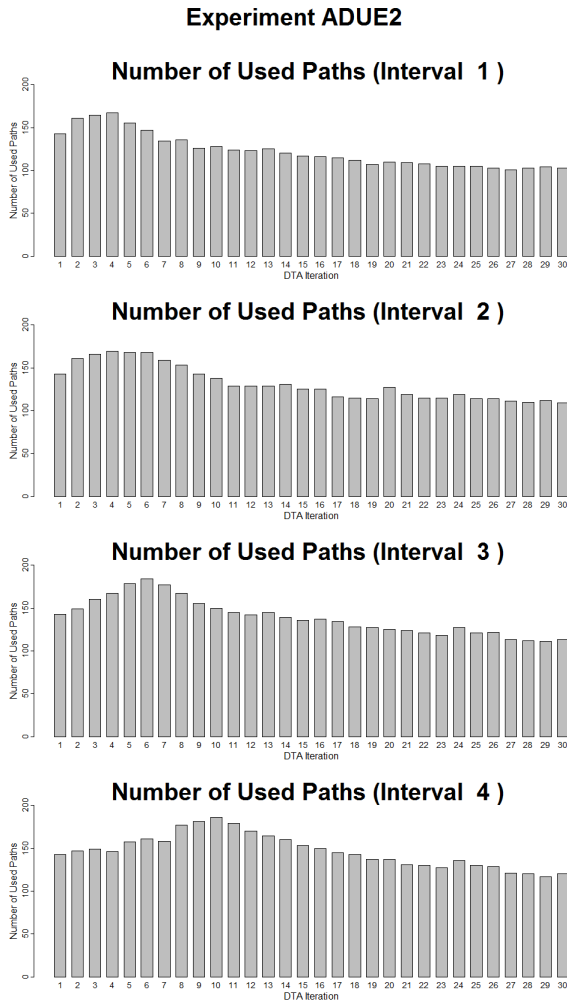 Experiment ADUE2
Number of Used Paths (Interval 1 )
Number of Used Paths
0 50 100 150 200
1 2 3 4 5 6 7 8 9 10 11 12 13 14 15 16 17 18 19 20 21 22 23 24 25 26 27 28 29 30
DTA Iteration
Number of Used Paths (Interval 2 )
Number of Used Paths
0 50 100 150 200
1 2 3 4 5 6 7 8 9 10 11 12 13 14 15 16 17 18 19 20 21 22 23 24 25 26 27 28 29 30
DTA Iteration
Number of Used Paths (Interval 3 )
Number of Used Paths
0 50 100 150 200
1 2 3 4 5 6 7 8 9 10 11 12 13 14 15 16 17 18 19 20 21 22 23 24 25 26 27 28 29 30
DTA Iteration
Number of Used Paths (Interval 4 )
Number of Used Paths
0 50 100 150 200
1 2 3 4 5 6 7 8 9 10 11 12 13 14 15 16 17 18 19 20 21 22 23 24 25 26 27 28 29 30
DTA Iteration